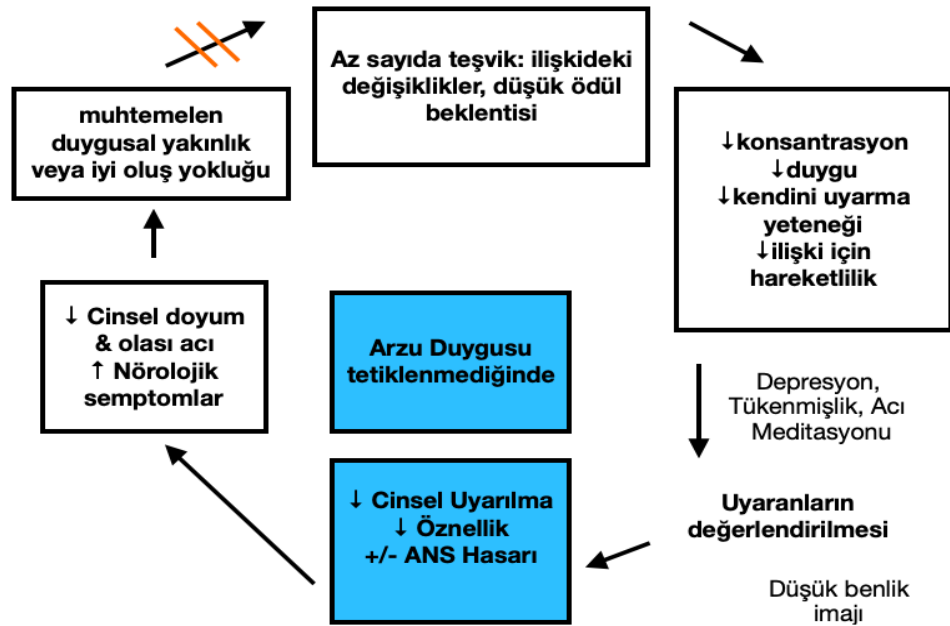 Az sayıda teşvik: ilişkideki
değişiklikler, düşük ödül
beklentisi
↓konsantrasyon
↓duygu
↓kendini uyarma
yeteneği
↓ilişki için
hareketlilik
Depresyon,
Tükenmişlik, Acı
Meditasyonu
Uyaranların
değerlendirilmesi
Düşük benlik
imajı
↓ Cinsel Uyarılma
↓ Öznellik
+/- ANS Hasarı
↓ Cinsel doyum
& olası acı
↑ Nörolojik
semptomlar
muhtemelen
duygusal yakınlık
veya iyi oluş yokluğu
Arzu Duygusu
tetiklenmediğinde